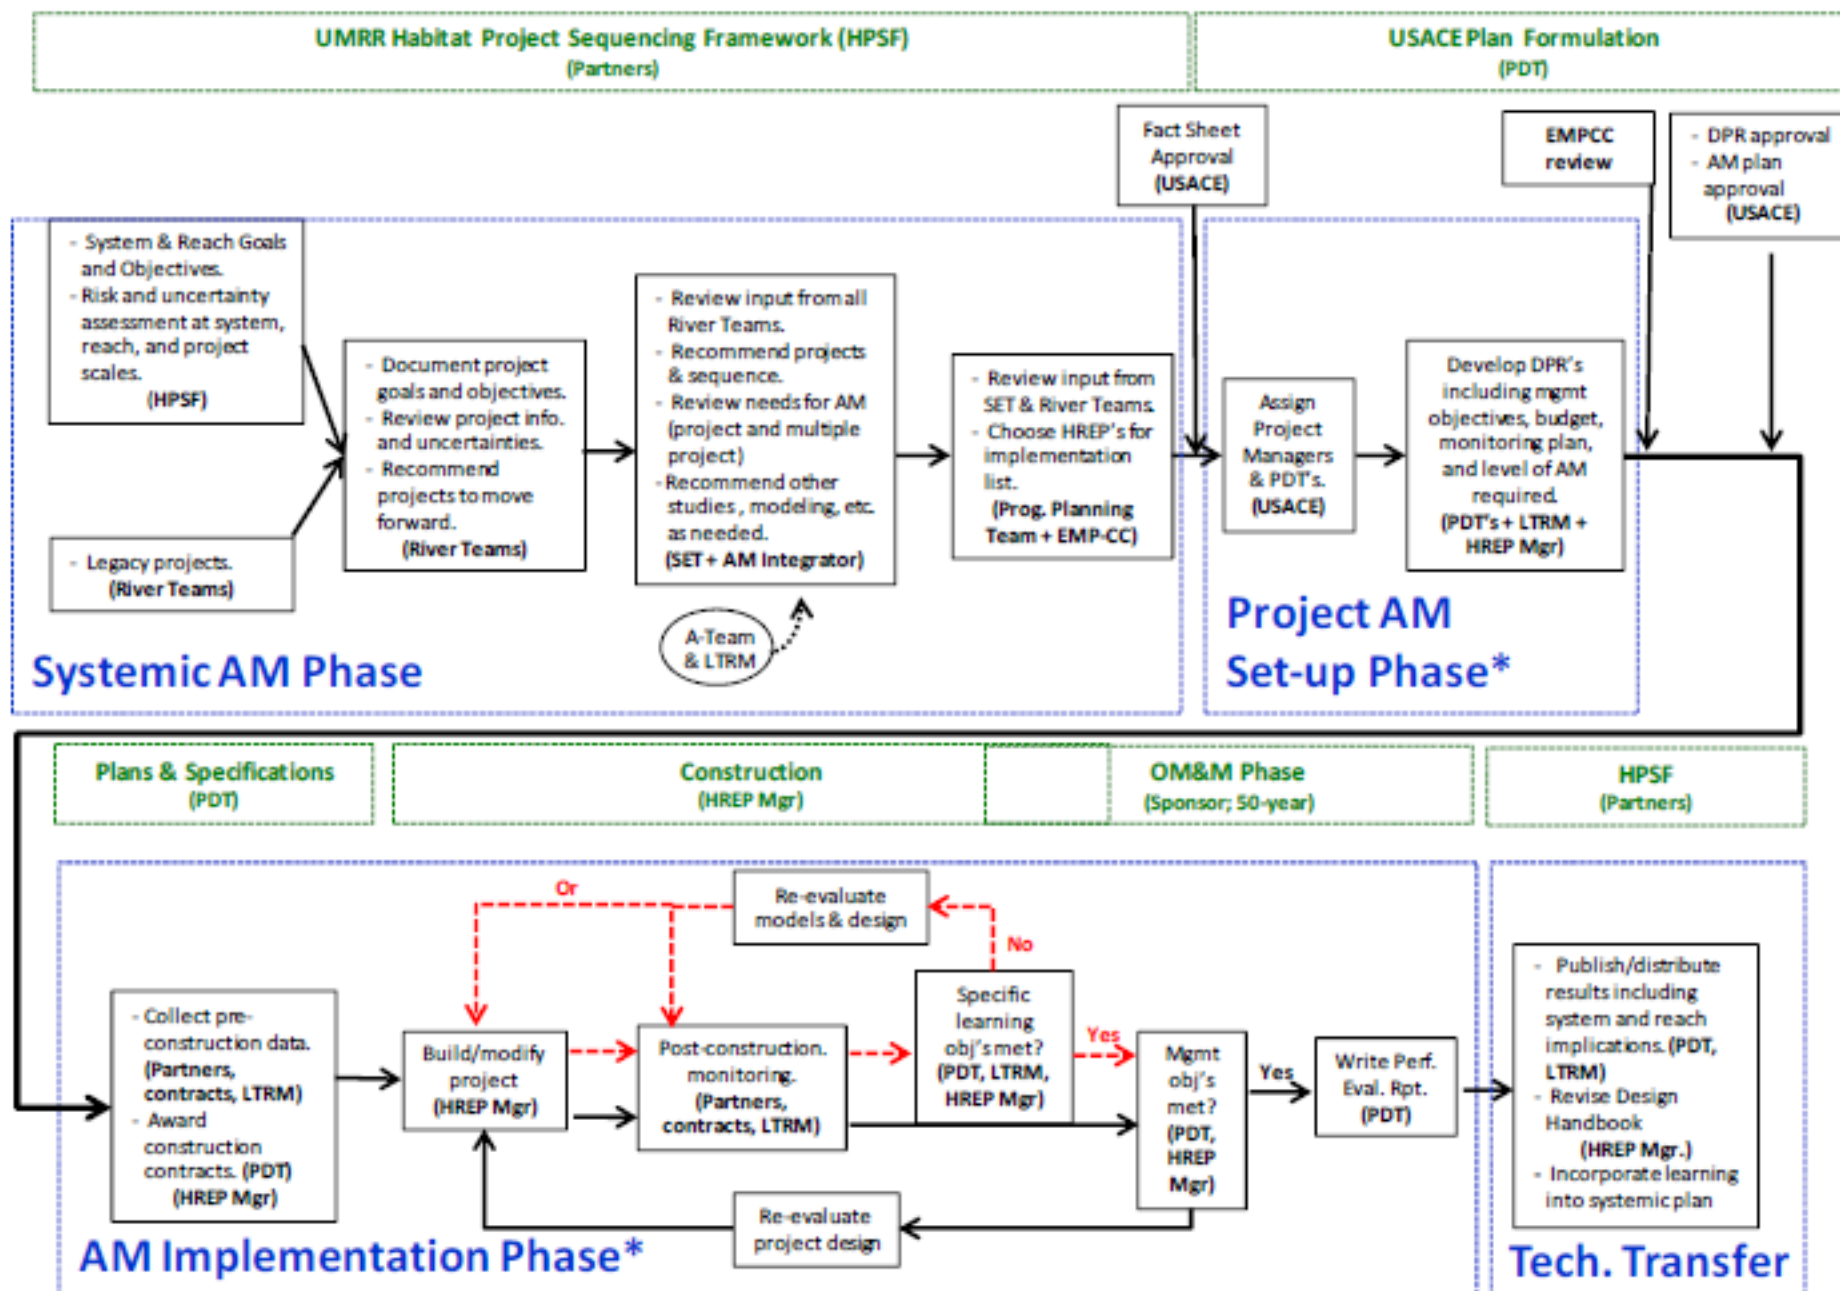 UMRR Habitat Project Sequencing Framework (HPSF)
(Partners)
USACE Plan Formulation
(PDT)
Fact Sheet
Approval
(USACE)
EMPCC
review
- DPR approval
- AM plan
approval
(USACE)
- System & Reach Goals
and Objectives.
- Risk and uncertainty
assessment at system,
reach, and project
scales.
(HPSF)
- Legacy projects.
(River Teams)
- Document project
goals and objectives.
- Review project info.
and uncertainties.
- Recommend
projects to move
forward.
(River Teams)
- Review input from all
River Teams.
- Recommend projects
& sequence.
- Review needs for AM
(project and multiple
project)
- Recommend other
studies, modeling, etc.
as needed.
(SET + AM Integrator)
A-Team
& LTRM
- Review input from
SET & River Teams.
- Choose HREP's for
implementation
list.
(Prog. Planning
Team + EMP-CC)
Systemic AM Phase
Assign
Project
Managers
& PDT's.
(USACE)
Develop DPR's
including mgmt
objectives, budget,
monitoring plan,
and level of AM
required.
(PDT's + LTRM +
HREP Mgr)
Project AM
Set-up Phase*
Plans & Specifications
(PDT)
Construction
(HREP Mgr)
OM&M Phase
(Sponsor; 50-year)
HPSF
(Partners)
- Collect pre-
construction data.
(Partners,
contracts, LTRM)
- Award
construction
contracts. (PDT)
(HREP Mgr)
Or
Re-evaluate
models & design
No
Build/modify
project
(HREP Mgr)
Post-construction.
monitoring.
(Partners,
contracts, LTRM)
Specific
learning
obj's met?
(PDT, LTRM,
HREP Mgr)
Yes
Mgmt
obj's
met?
(PDT,
HREP
Mgr)
Yes
Write Perf.
Eval. Rpt.
(PDT)
Re-evaluate
project design
AM Implementation Phase*
- Publish/distribute
results including
system and reach
implications. (PDT,
LTRM)
- Revise Design
Handbook
(HREP Mgr.)
- Incorporate learning
into systemic plan
Tech. Transfer